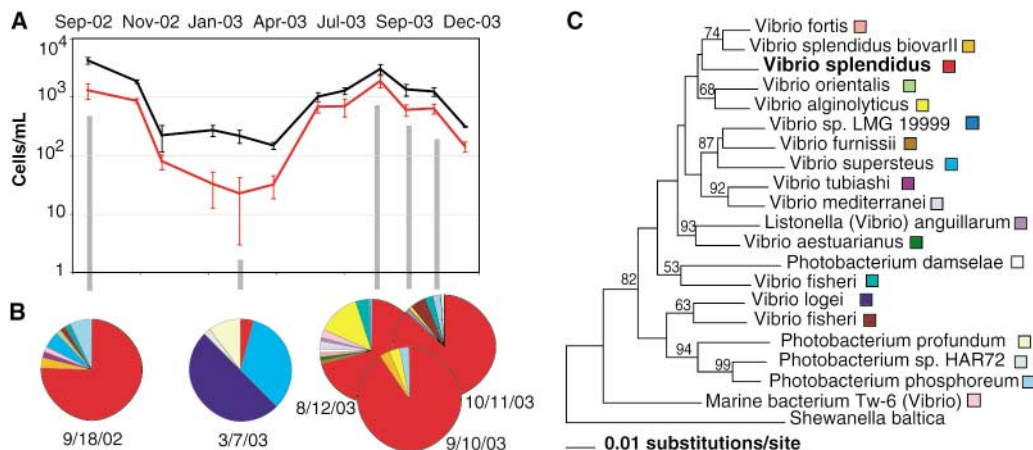 A
Sep-02 Nov-02 Jan-03 Apr-03 Jul-03 Sep-03 Dec-03
Cells/mL
10^4
10^3
10^2
10
1
B
9/18/02
3/7/03
8/12/03
9/10/03
10/11/03
C
Vibrio fortis
74
Vibrio splendidus biovarII
Vibrio splendidus
Vibrio orientalis
68
Vibrio alginolyticus
Vibrio sp. LMG 19999
87
Vibrio furnissii
Vibrio supersteus
Vibrio tubiashi
92
Vibrio mediterranei
Listonella (Vibrio) anguillarum
93
Vibrio aestuarianus
Photobacterium damselae
53
82
Vibrio fisheri
Vibrio logei
63
Vibrio fisheri
Photobacterium profundum
94
Photobacterium sp. HAR72
99
Photobacterium phosphoreum
Marine bacterium Tw-6 (Vibrio)
Shewanella baltica
0.01 substitutions/site